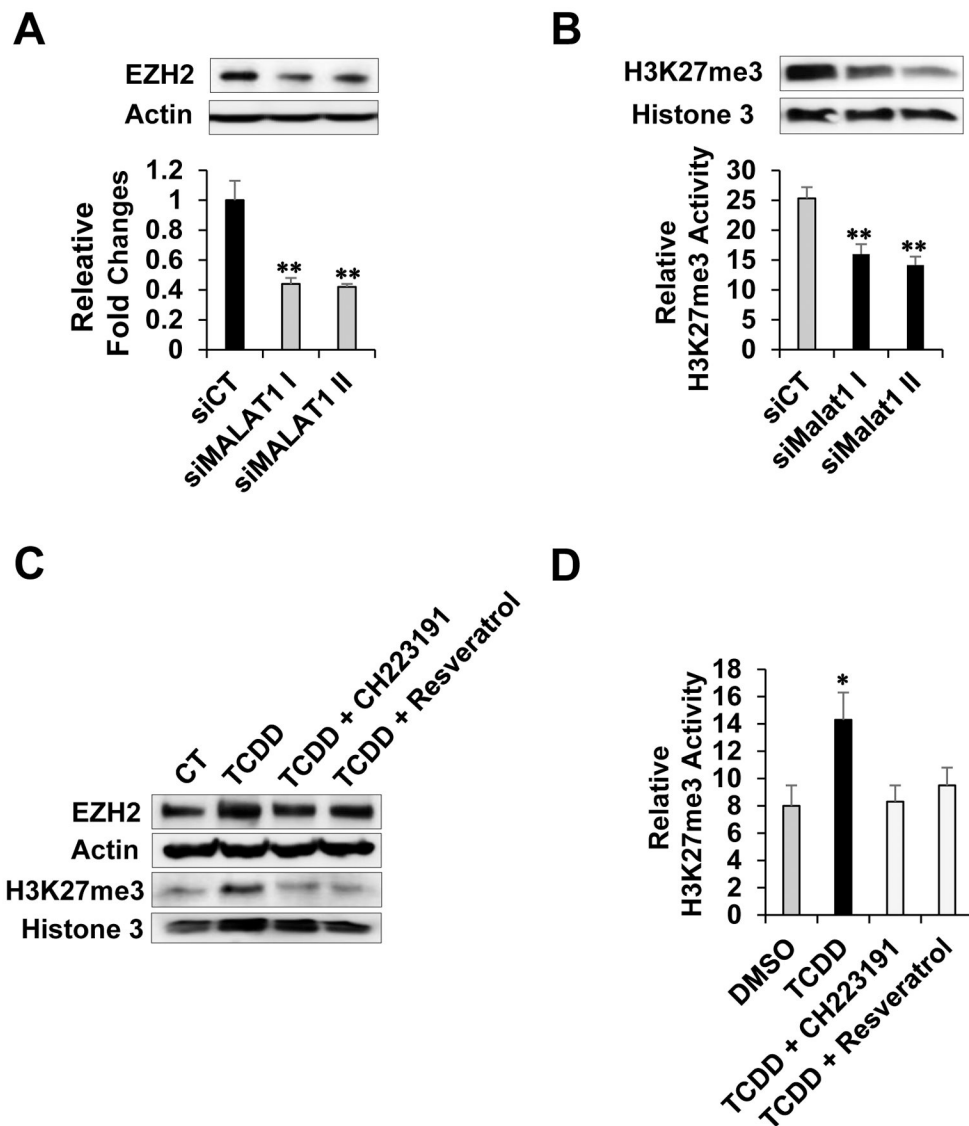 A
EZH2
Actin
Releative
Fold Changes
1.2
1
0.8
0.6
0.4
0.2
0
**
**
siCT
siMALAT1 I
siMALAT1 II
B
H3K27me3
Histone 3
Relative
H3K27me3 Activity
30
25
20
15
10
5
0
**
**
siCT
siMalat1 I
siMalat1 II
C
CT
TCDD
TCDD + CH223191
TCDD + Resveratrol
EZH2
Actin
H3K27me3
Histone 3
D
Relative
H3K27me3 Activity
18
16
14
12
10
8
6
4
2
0
*
DMSO
TCDD
TCDD + CH223191
TCDD + Resveratrol